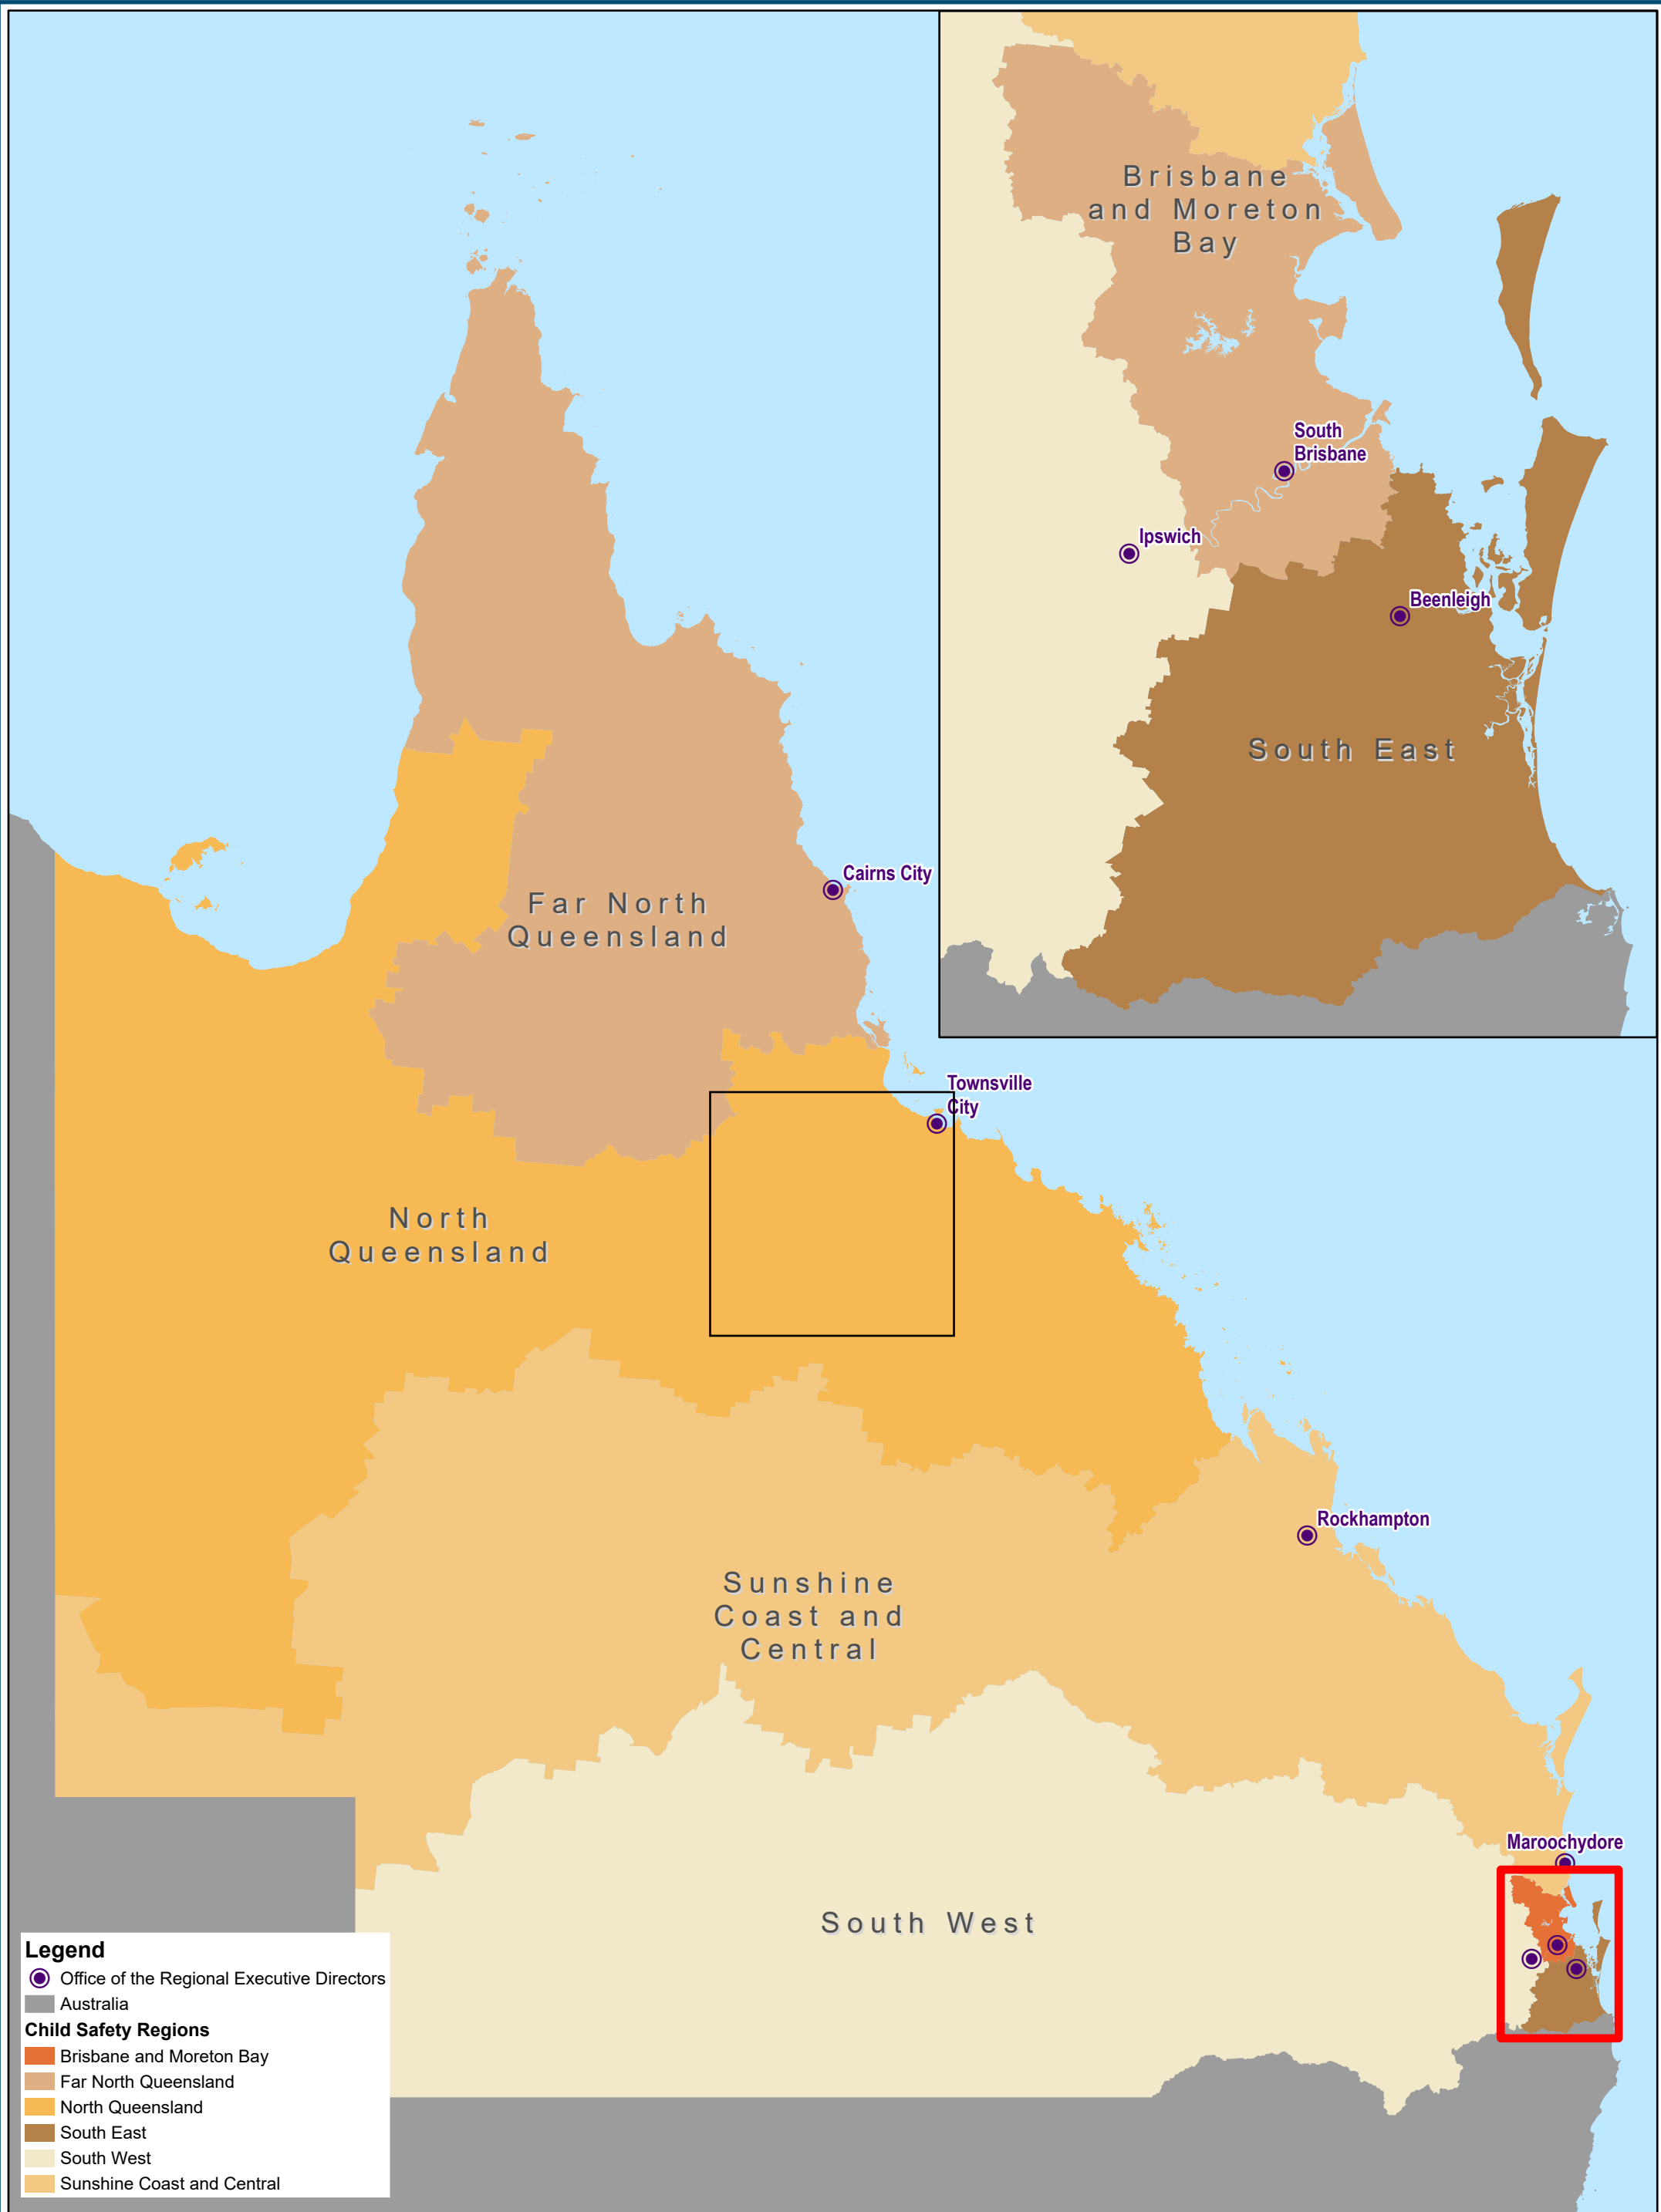 Brisbane
and Moreton
Bay
South
Brisbane
Ipswich
Beenleigh
South East
Cairns City
Far North
Queensland
Townsville
City
North
Queensland
Rockhampton
Sunshine
Coast and
Central
Maroochydore
South West
Legend
Office of the Regional Executive Directors
Australia
Child Safety Regions
Brisbane and Moreton Bay
Far North Queensland
North Queensland
South East
South West
Sunshine Coast and Central